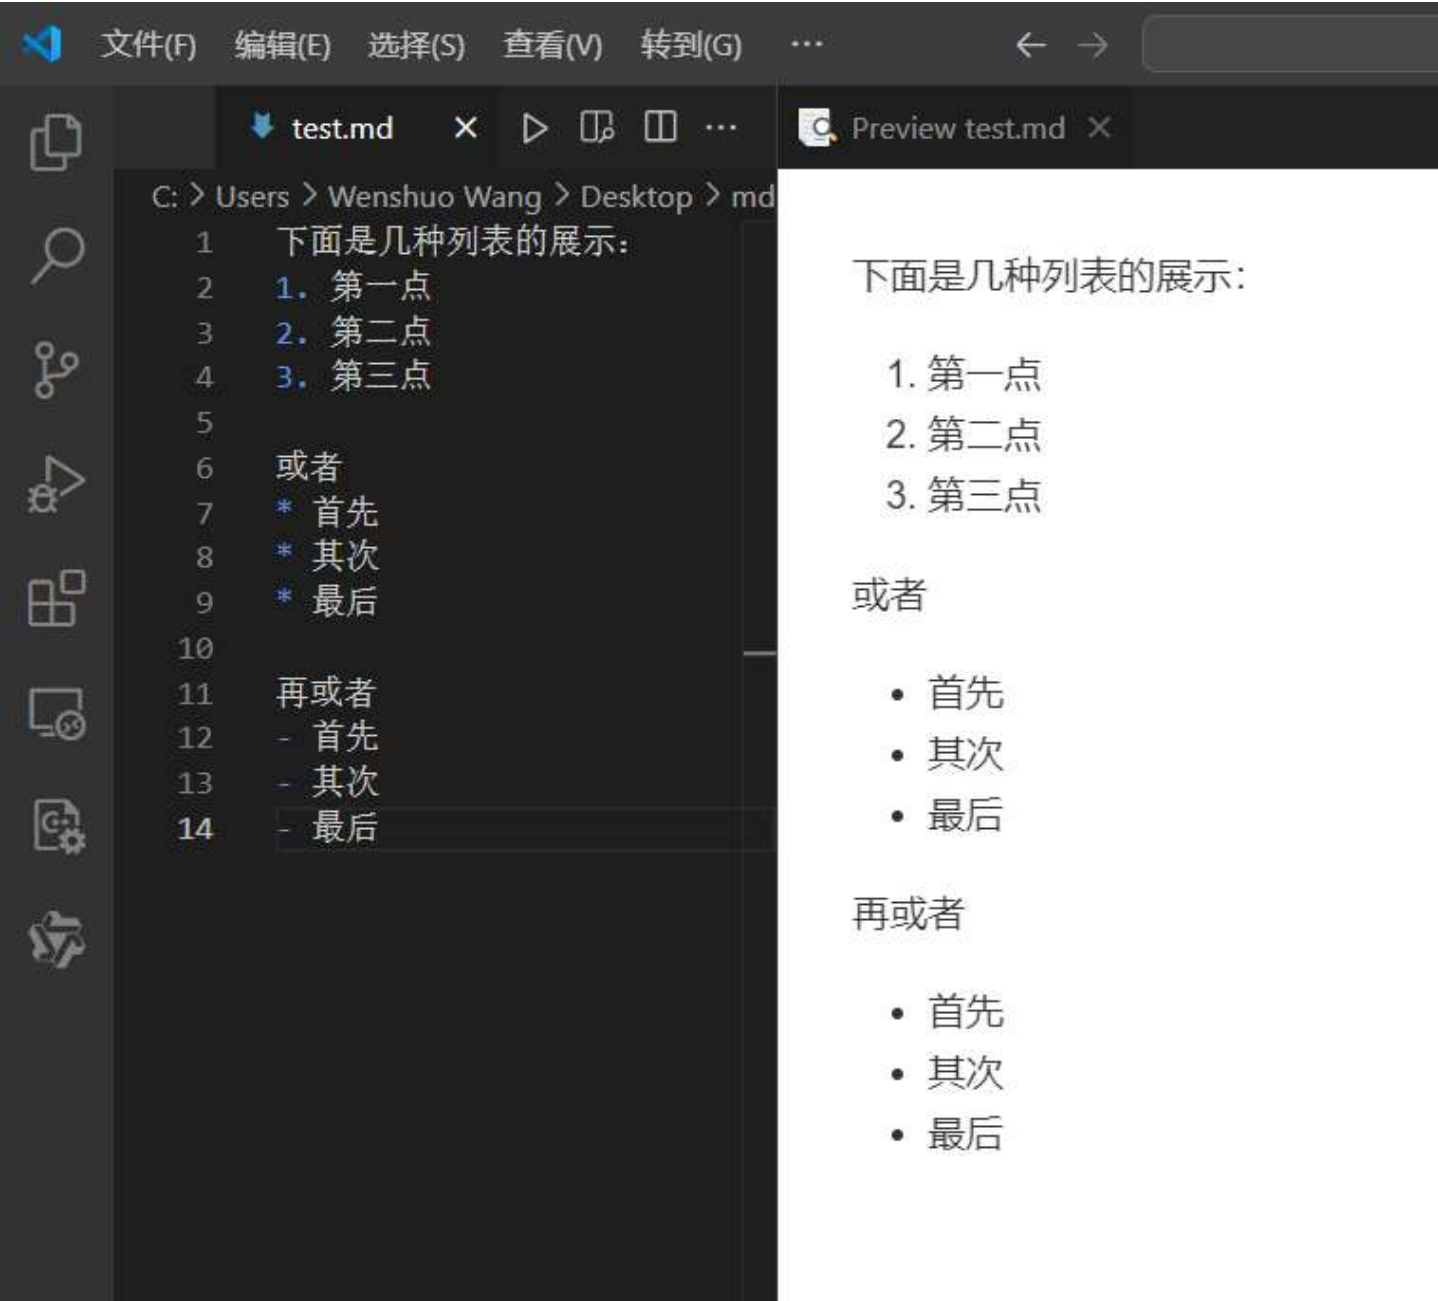 文件(F) 编辑(E) 选择(S) 查看(V) 转到(G) ···
test.md
C: > Users > Wenshuo Wang > Desktop > md
1 下面是几种列表的展示：
2 1. 第一点
3 2. 第二点
4 3. 第三点
5
6 或者
7 * 首先
8 * 其次
9 * 最后
10
11 再或者
12 - 首先
13 - 其次
14 - 最后
Preview test.md
下面是几种列表的展示：
1. 第一点
2. 第二点
3. 第三点
或者
• 首先
• 其次
• 最后
再或者
• 首先
• 其次
• 最后